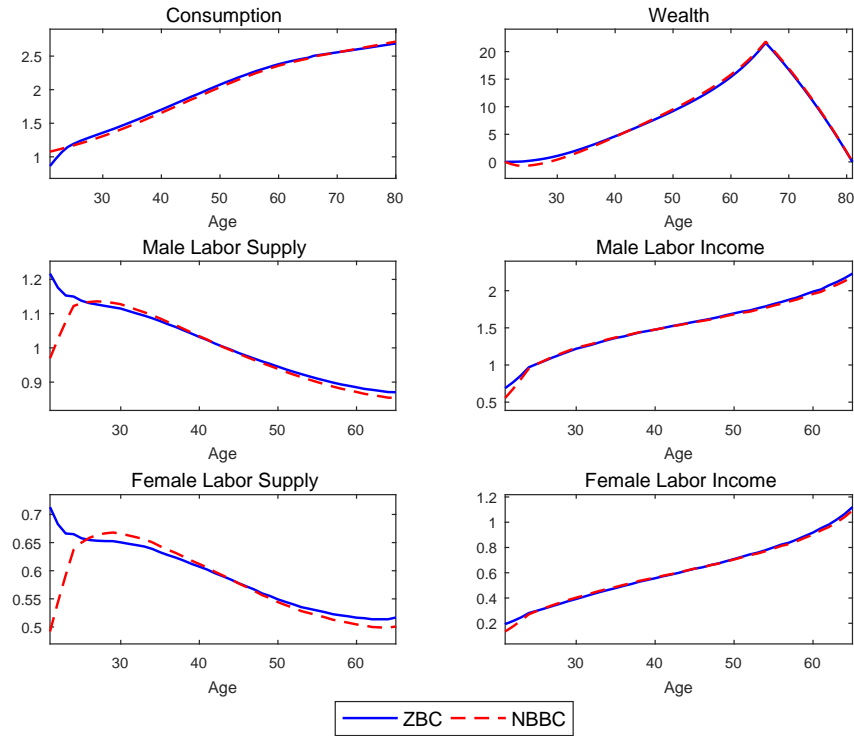 Consumption
2.5
2
1.5
1
30 40 50 60 70 80
Age
Wealth
20
15
10
5
0
30 40 50 60 70 80
Age
Male Labor Supply
1.2
1.1
1
0.9
30 40 50 60
Age
Male Labor Income
2
1.5
1
0.5
30 40 50 60
Age
Female Labor Supply
0.7
0.65
0.6
0.55
0.5
30 40 50 60
Age
Female Labor Income
1.2
1
0.8
0.6
0.4
0.2
30 40 50 60
Age
ZBC NBBC